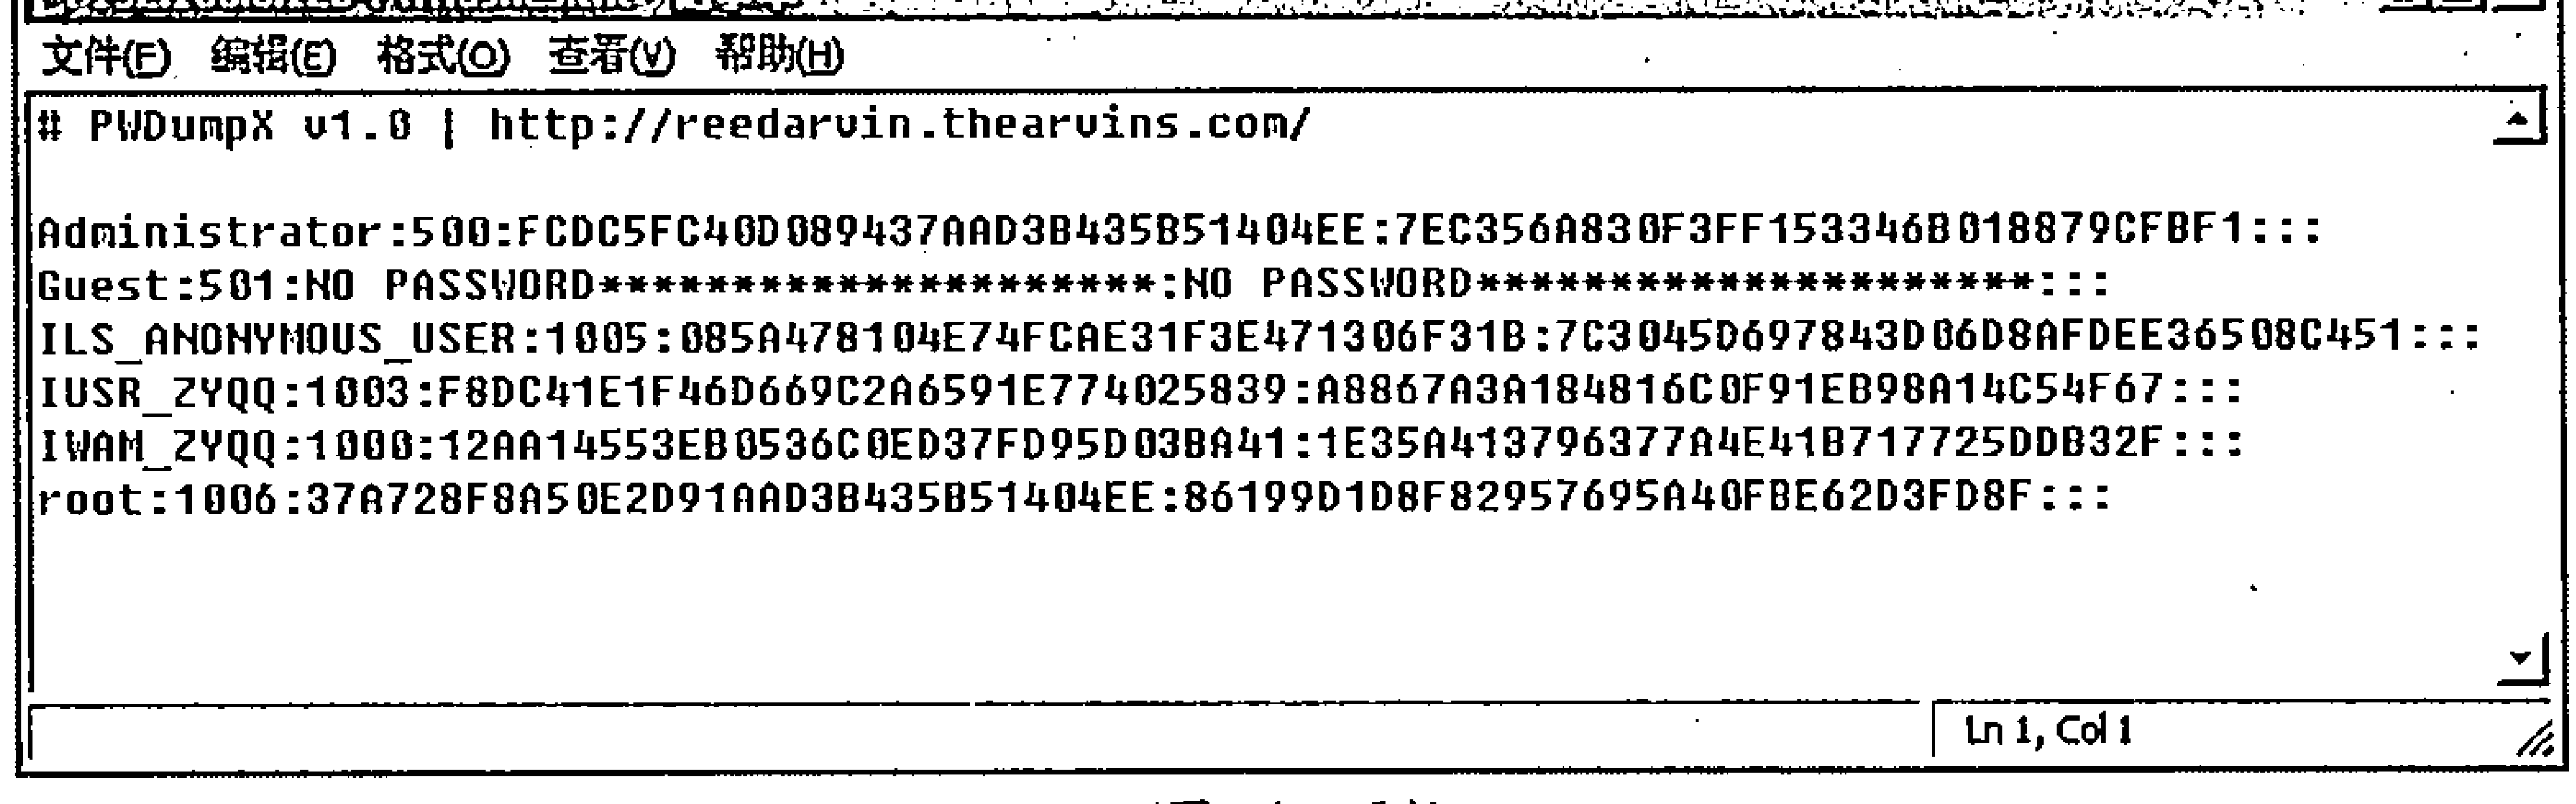 文件(F) 编辑(E) 格式(O) 查看(V) 帮助(H)
# PWDumpX v1.0 | http://reedarvin.thearvins.com/
Administrator:500:FCDC5FC40D089437AAD3B435B51404EE:7EC356A830F3FF153346B018879CFBF1:::
Guest:501:NO PASSWORD*********************:NO PASSWORD*********************:::
ILS_ANONYMOUS_USER:1005:085A478104E74FCAE31F3E471306F31B:7C3045D697843D06D8AFDEE36508C451:::
IUSR_ZYQQ:1003:F8DC41E1F46D669C2A6591E774025839:A8867A3A184816C0F91EB98A14C54F67:::
IWAM_ZYQQ:1000:12AA14553EB0536C0ED37FD95D03BA41:1E35A413796377A4E41B717725DDB32F:::
root:1006:37A728F8A50E2D91AAD3B435B51404EE:86199D1D8F82957695A40FBE62D3FD8F:::
Ln 1, Col 1